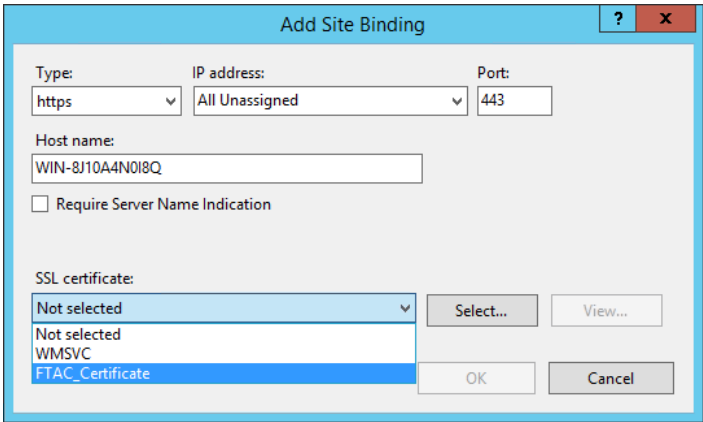 Add Site Binding
? x
Type: IP address: Port:
https All Unassigned 443
Host name:
WIN-8J10A4N0I8Q
Require Server Name Indication
SSL certificate:
Not selected Select... View...
Not selected
WMSVC
FTAC_Certificate
OK Cancel